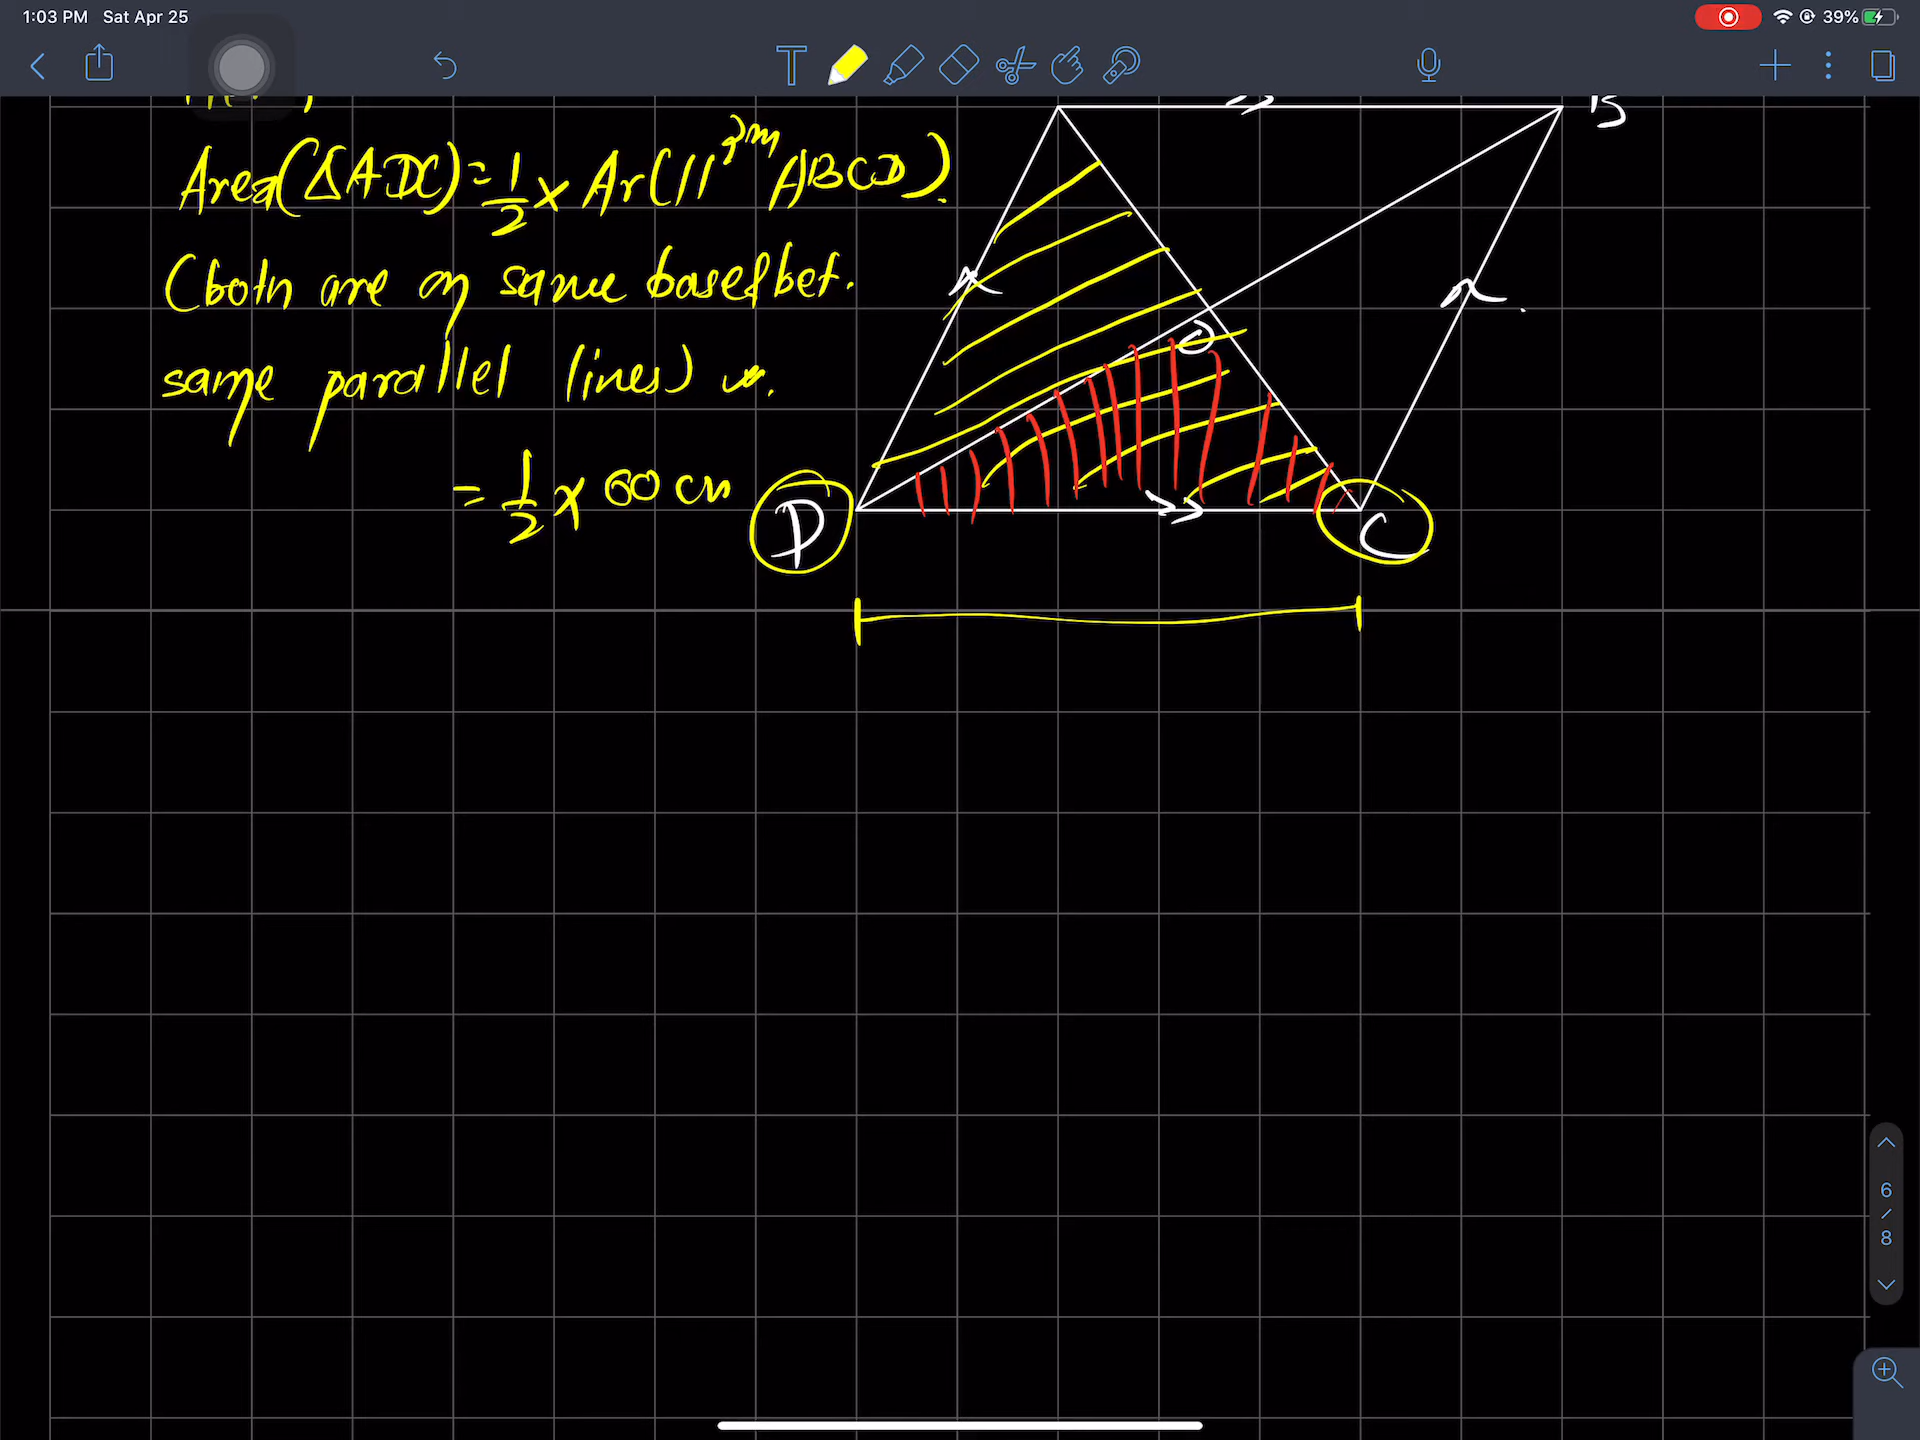 1:03 PM Sat Apr 25
39%
Area(ΔADC)=1/2 × Ar(11gm ABCD).
(both are on same base & bet.
same parallel lines)
= 1/2 × 60 cm
B
O
D
C
6
/
8